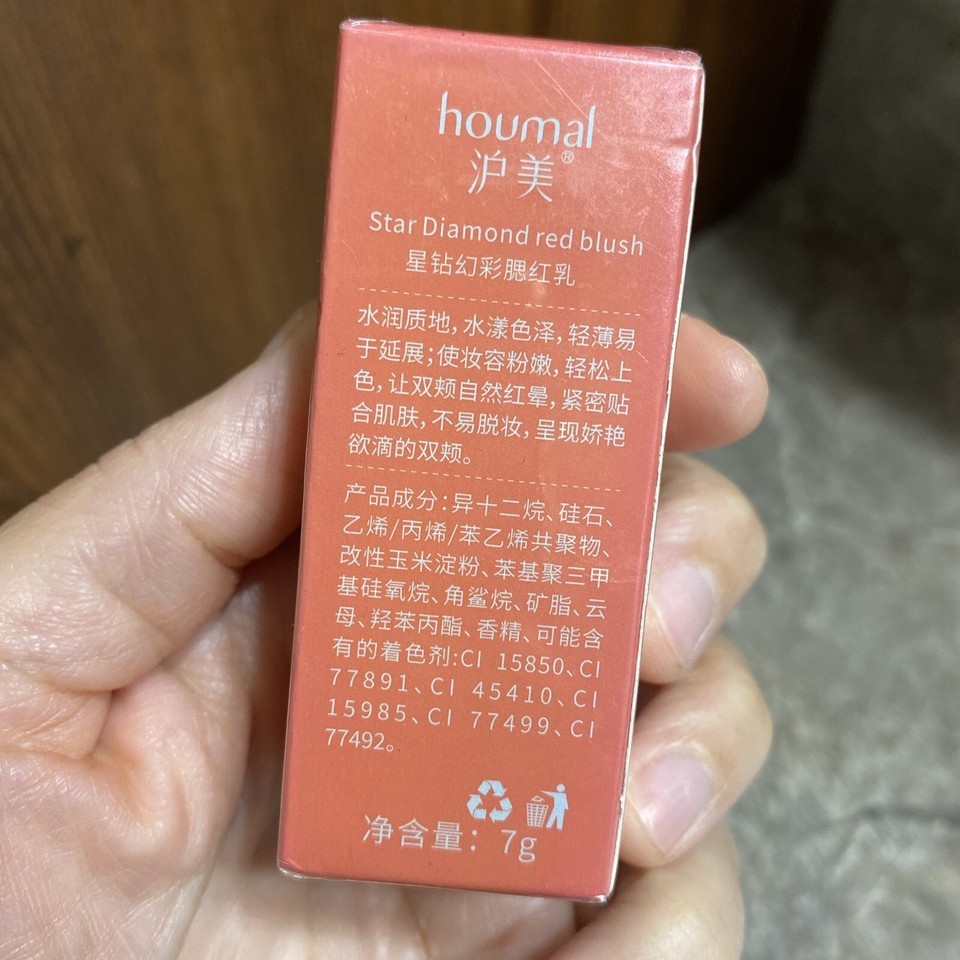 houmal
沪美®
Star Diamond red blush
星钻幻彩腮红乳
水润质地,水漾色泽,轻薄易
于延展;使妆容粉嫩,轻松上
色,让双颊自然红晕,紧密贴
合肌肤,不易脱妆,呈现娇艳
欲滴的双颊。
产品成分:异十二烷、硅石、
乙烯/丙烯/苯乙烯共聚物、
改性玉米淀粉、苯基聚三甲
基硅氧烷、角鲨烷、矿脂、云
母、羟苯丙酯、香精、可能含
有的着色剂:CI 15850、CI
77891、CI 45410、CI
15985、CI 77499、CI
77492。
净含量：7g